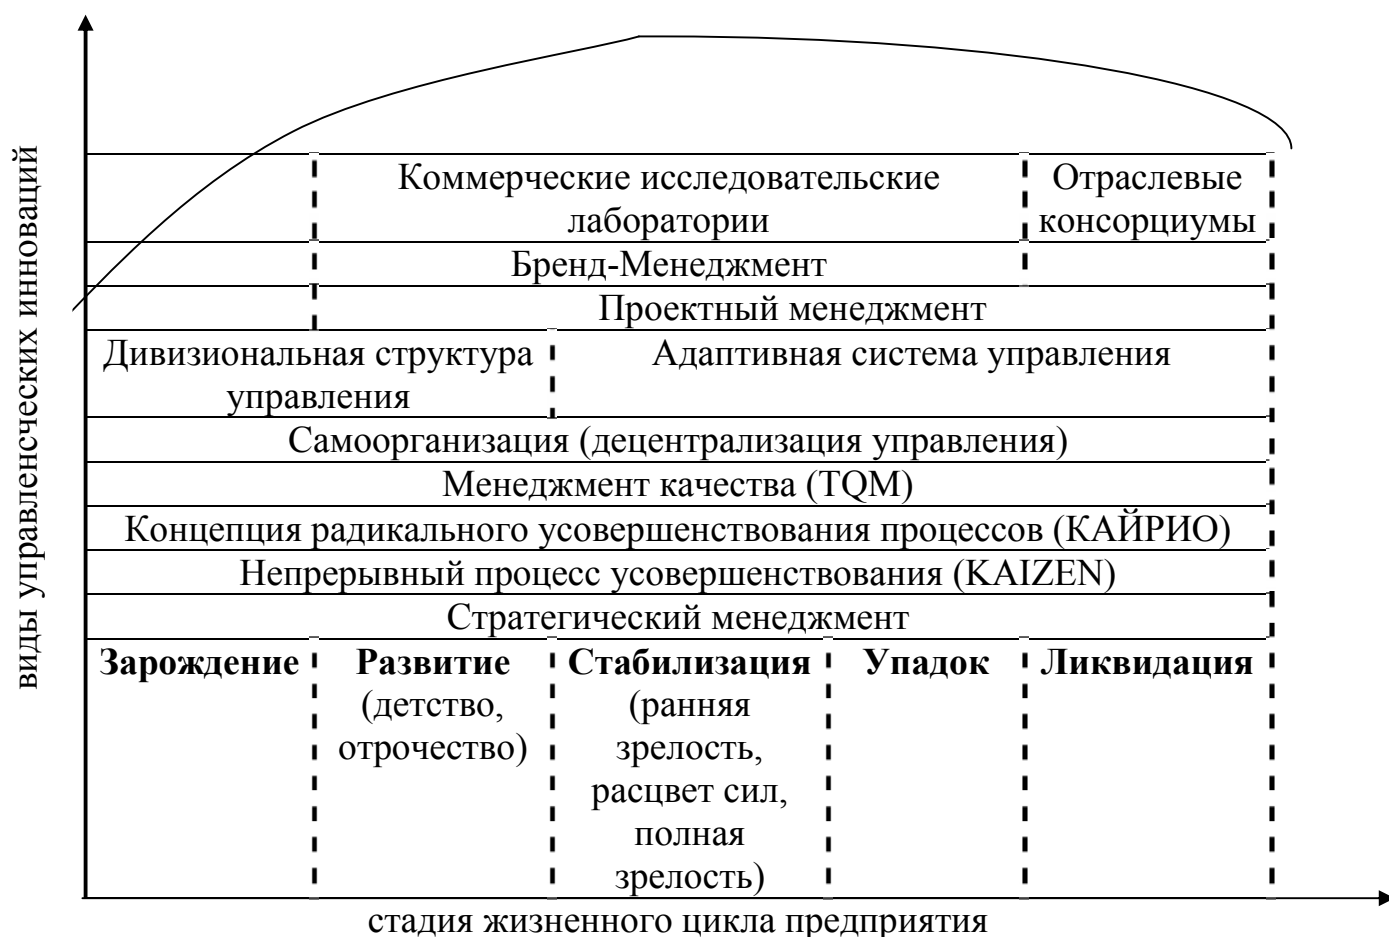 виды управленсческих инноваций
Коммерческие исследовательские
лаборатории
Отраслевые
консорциумы
Бренд-Менеджмент
Проектный менеджмент
Дивизиональная структура
управления
Адаптивная система управления
Самоорганизация (децентрализация управления)
Менеджмент качества (TQM)
Концепция радикального усовершенствования процессов (КАЙРИО)
Непрерывный процесс усовершенствования (KAIZEN)
Стратегический менеджмент
Зарождение
Развитие
(детство,
отрочество)
Стабилизация
(ранняя
зрелость,
расцвет сил,
полная
зрелость)
Упадок
Ликвидация
стадия жизненного цикла предприятия